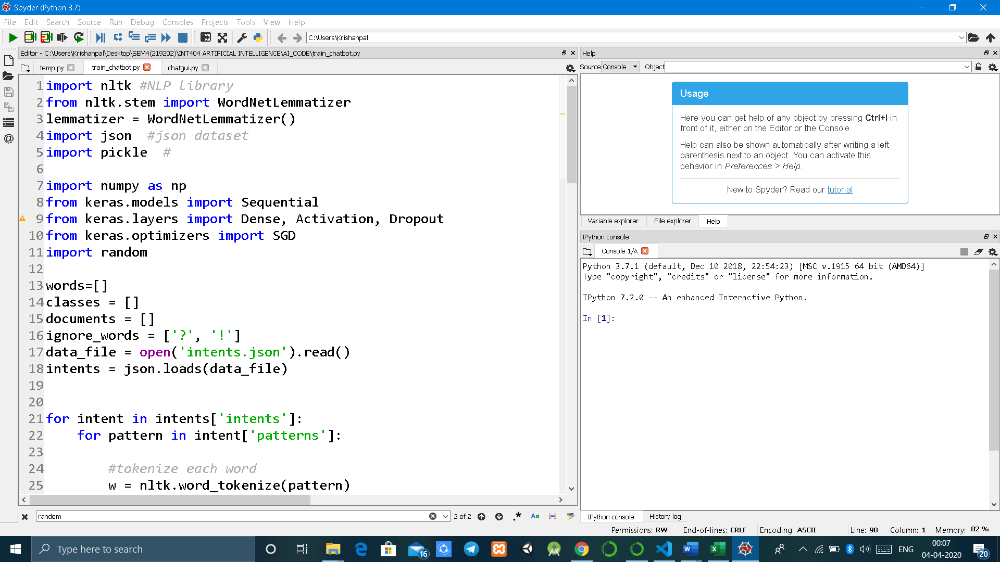 Spyder (Python 3.7)
File Edit Search Source Run Debug Consoles Projects Tools View Help
C:\Users\Krishanpal
Editor - C:\Users\Krishanpal\Desktop\SEM4(219202)\INT404 ARTIFICIAL INTELLIGENCE\AI_CODE\train_chatbot.py
temp.py train_chatbot.py chatgui.py
1 import nltk #NLP library
2 from nltk.stem import WordNetLemmatizer
3 lemmatizer = WordNetLemmatizer()
4 import json  #json dataset
5 import pickle  #
6
7 import numpy as np
8 from keras.models import Sequential
9 from keras.layers import Dense, Activation, Dropout
10 from keras.optimizers import SGD
11 import random
12
13 words=[]
14 classes = []
15 documents = []
16 ignore_words = ['?', '!']
17 data_file = open('intents.json').read()
18 intents = json.loads(data_file)
19
20
21 for intent in intents['intents']:
22     for pattern in intent['patterns']:
23
24         #tokenize each word
25         w = nltk.word_tokenize(pattern)
random
2 of 2
.*
Aa
Help
Source Console Object
Usage
Here you can get help of any object by pressing Ctrl+I in
front of it, either on the Editor or the Console.
Help can also be shown automatically after writing a left
parenthesis next to an object. You can activate this
behavior in Preferences > Help.
New to Spyder? Read our tutorial
Variable explorer File explorer Help
IPython console
Console 1/A
Python 3.7.1 (default, Dec 10 2018, 22:54:23) [MSC v.1915 64 bit (AMD64)]
Type "copyright", "credits" or "license" for more information.
IPython 7.2.0 -- An enhanced Interactive Python.
In [1]:
IPython console History log
Permissions: RW End-of-lines: CRLF Encoding: ASCII Line: 98 Column: 1 Memory: 82 %
Type here to search
16
ENG
00:07
04-04-2020
20